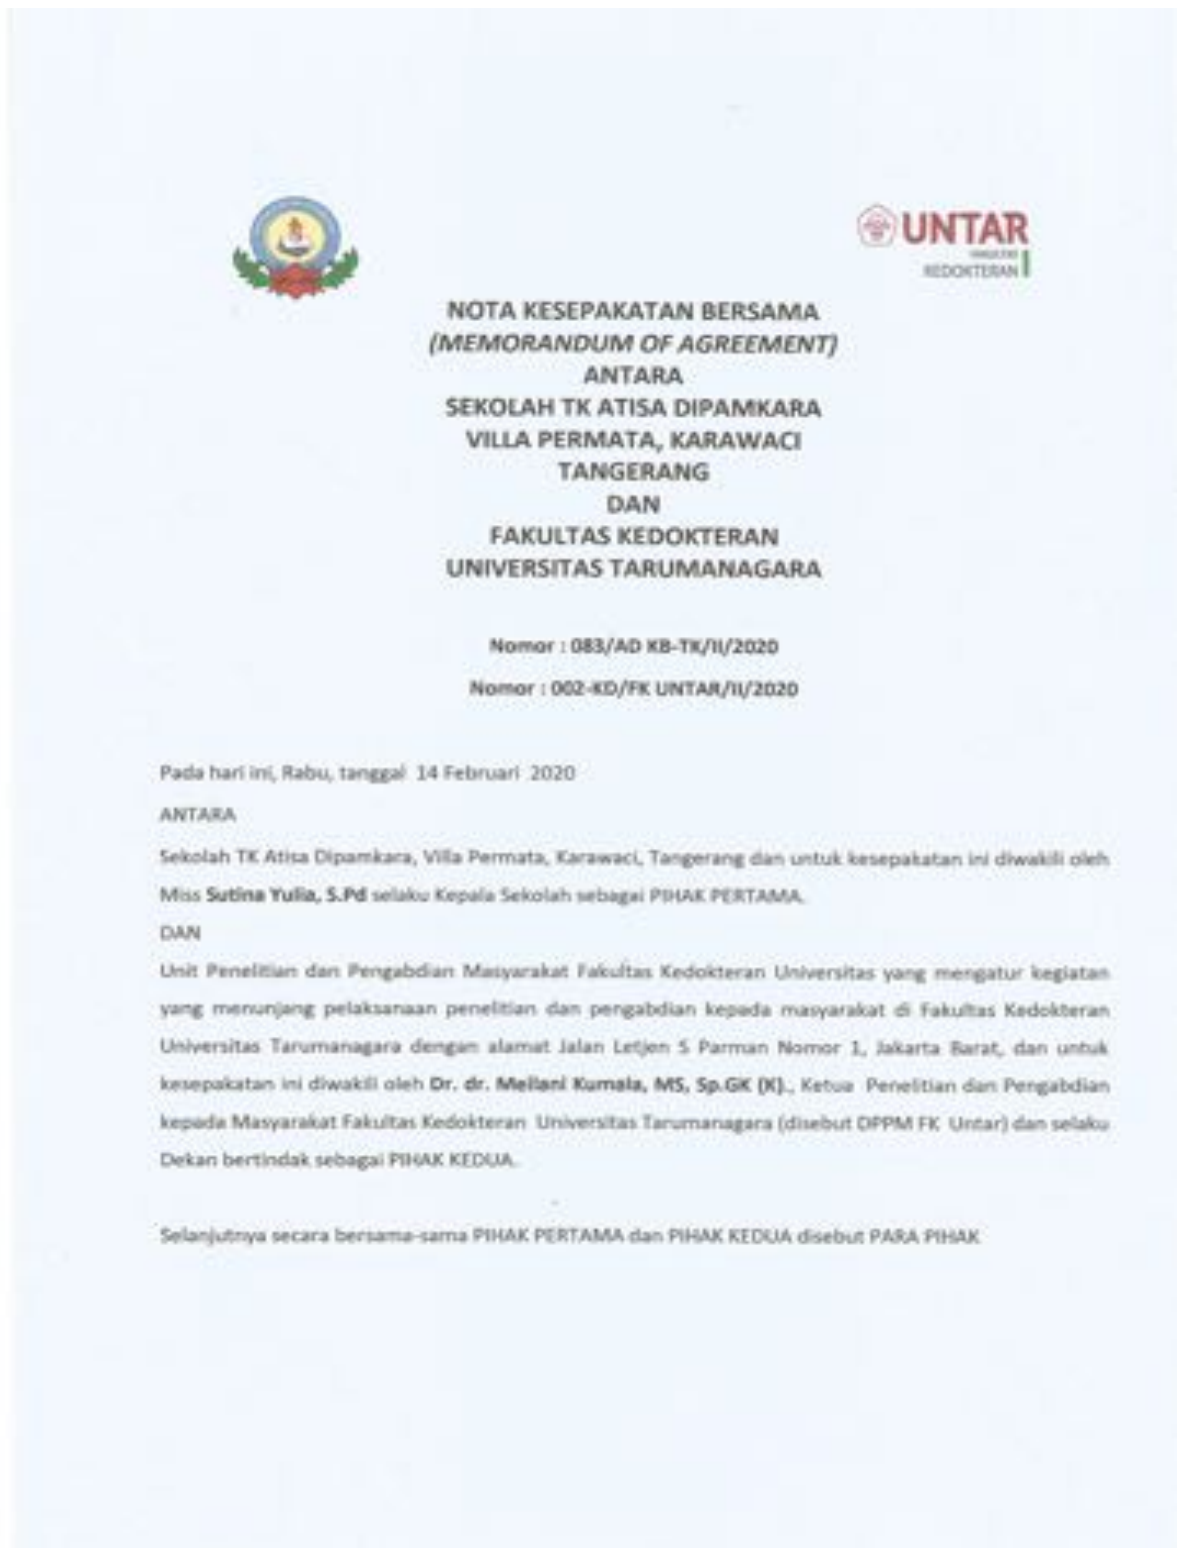 UNTAR
FAKULTAS
KEDOKTERAN
NOTA KESEPAKATAN BERSAMA
(MEMORANDUM OF AGREEMENT)
ANTARA
SEKOLAH TK ATISA DIPAMKARA
VILLA PERMATA, KARAWACI
TANGERANG
DAN
FAKULTAS KEDOKTERAN
UNIVERSITAS TARUMANAGARA
Nomor : 083/AD KB-TK/II/2020
Nomor : 002-KD/FK UNTAR/II/2020
Pada hari ini, Rabu, tanggal 14 Februari 2020
ANTARA
Sekolah TK Atisa Dipamkara, Villa Permata, Karawaci, Tangerang dan untuk kesepakatan ini diwakili oleh
Miss Sutina Yulia, S.Pd selaku Kepala Sekolah sebagai PIHAK PERTAMA.
DAN
Unit Penelitian dan Pengabdian Masyarakat Fakultas Kedokteran Universitas yang mengatur kegiatan
yang menunjang pelaksanaan penelitian dan pengabdian kepada masyarakat di Fakultas Kedokteran
Universitas Tarumanagara dengan alamat Jalan Letjen S Parman Nomor 1, Jakarta Barat, dan untuk
kesepakatan ini diwakili oleh Dr. dr. Meilani Kumala, MS, Sp.GK (K)., Ketua Penelitian dan Pengabdian
kepada Masyarakat Fakultas Kedokteran Universitas Tarumanagara (disebut DPPM FK Untar) dan selaku
Dekan bertindak sebagai PIHAK KEDUA.
Selanjutnya secara bersama-sama PIHAK PERTAMA dan PIHAK KEDUA disebut PARA PIHAK